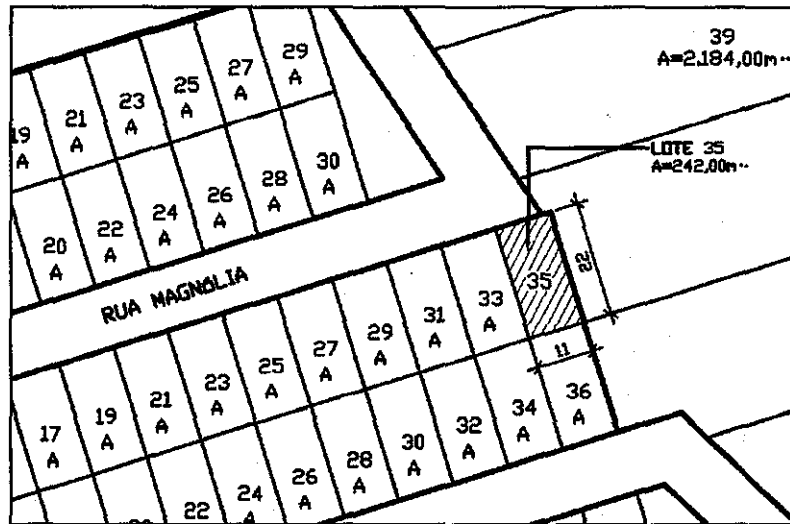 39
A=2.184,00m²
LOTE 35
A=242,00m²
29
A
27
A
25
A
23
A
21
A
19
A
30
A
28
A
26
A
24
A
22
A
20
A
RUA MAGNÓLIA
22
11
35
33
A
31
A
29
A
27
A
25
A
23
A
21
A
19
A
17
A
36
A
34
A
32
A
30
A
28
A
26
A
24
A
22